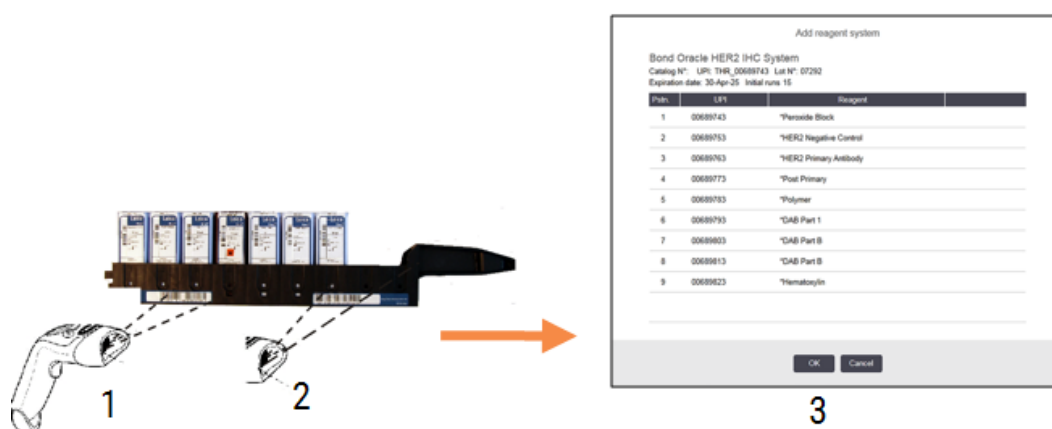 Add reagent system
Bond Oracle HER2 IHC System
Catalog N°: UPI: THR_00689743 Lot N°: 07292
Expiration date: 30-Apr-25 Initial runs 15
Pstn. UPI Reagent
1 00689743 *Peroxide Block
2 00689753 *HER2 Negative Control
3 00689763 *HER2 Primary Antibody
4 00689773 *Post Primary
5 00689783 *Polymer
6 00689793 *DAB Part 1
7 00689803 *DAB Part B
8 00689813 *DAB Part B
9 00689823 *Hematoxylin
OK Cancel
1
2
3